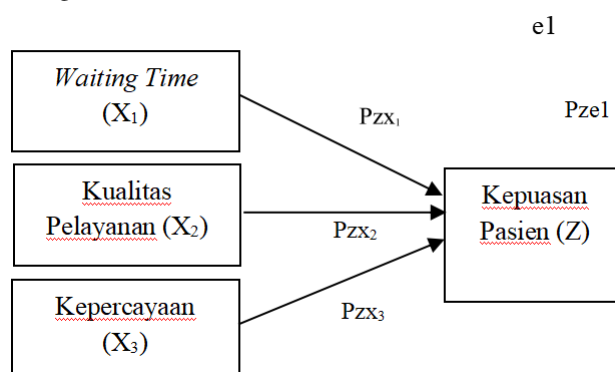 e1
Waiting Time
(X₁)
Pzx₁
Pze1
Kualitas
Pelayanan (X₂)
Pzx₂
Kepuasan
Pasien (Z)
Kepercayaan
(X₃)
Pzx₃